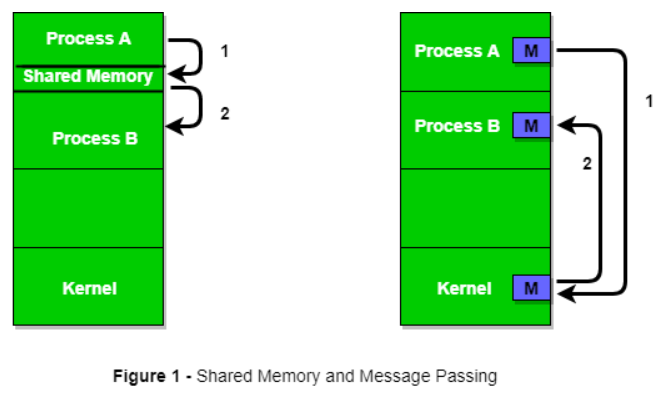 Process A
1
Shared Memory
2
Process B
Kernel
Process A M
1
Process B M
2
Kernel M
Figure 1 - Shared Memory and Message Passing